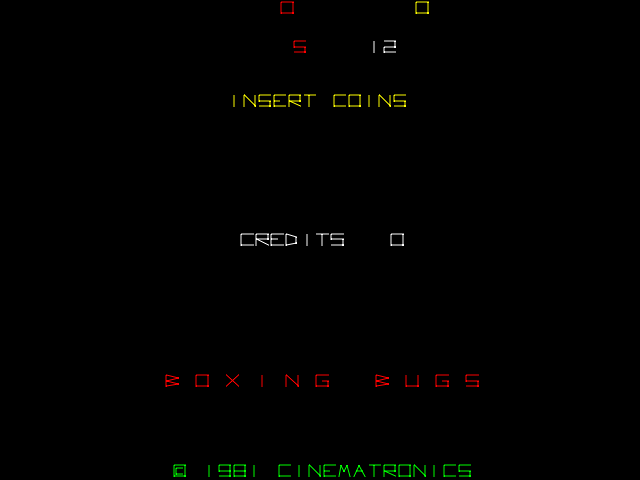 0 0
5 12
INSERT COINS
CREDITS 0
BOXING BUGS
© 1981 CINEMATRONICS